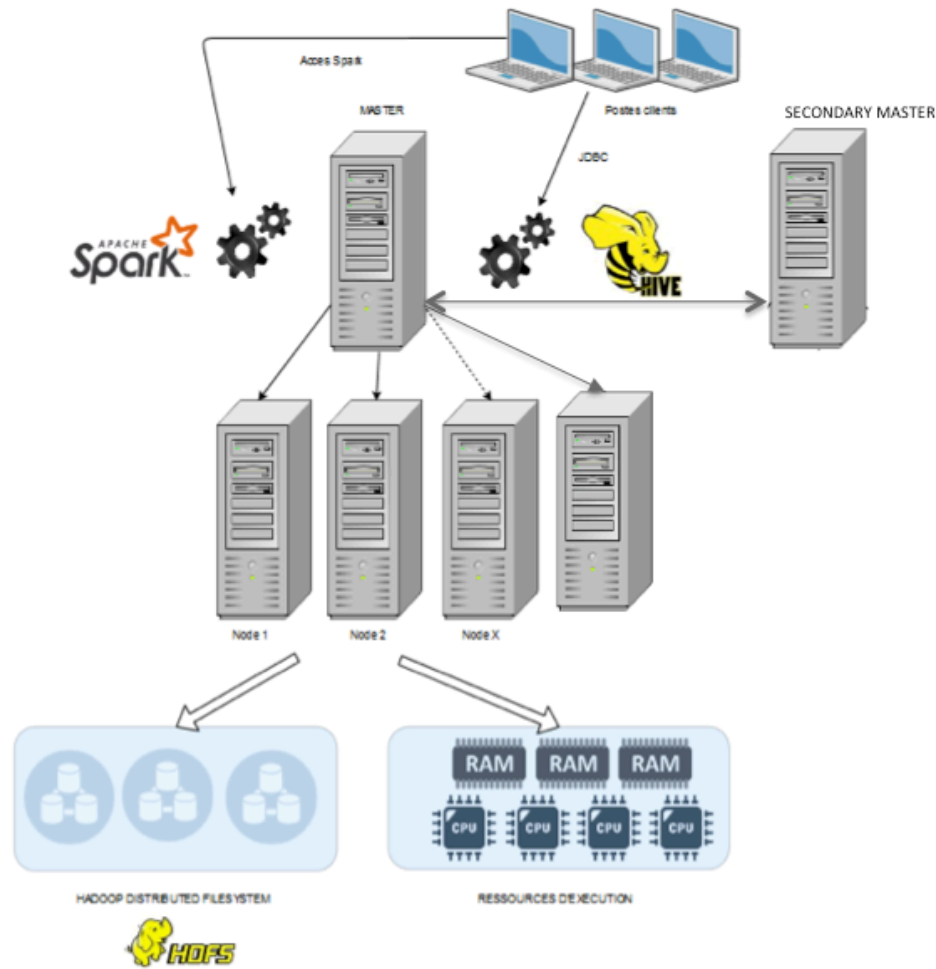 Acces Spark
Postes clients
MASTER
SECONDARY MASTER
JDBC
APACHE
Spark
HIVE
Node 1
Node 2
Node X
RAM
RAM
RAM
CPU
CPU
CPU
CPU
HADOOP DISTRIBUTED FILESYSTEM
RESSOURCES D'EXECUTION
HDFS